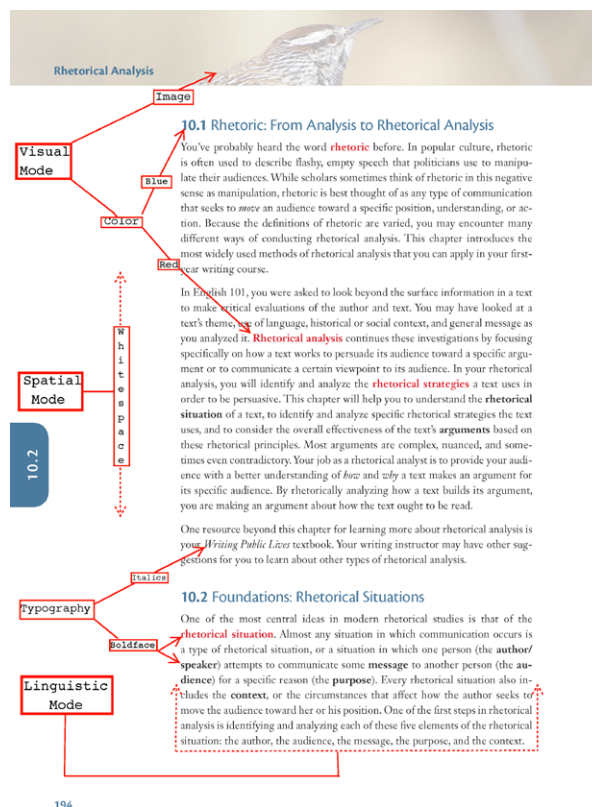 Rhetorical Analysis
Image
10.1 Rhetoric: From Analysis to Rhetorical Analysis
Visual
Mode
You've probably heard the word rhetoric before. In popular culture, rhetoric
is often used to describe flashy, empty speech that politicians use to manipu-
late their audiences. While scholars sometimes think of rhetoric in this negative
Blue
sense as manipulation, rhetoric is best thought of as any type of communication
that seeks to move an audience toward a specific position, understanding, or ac-
Color
tion. Because the definitions of rhetoric are varied, you may encounter many
different ways of conducting rhetorical analysis. This chapter introduces the
most widely used methods of rhetorical analysis that you can apply in your first-
Red
year writing course.
In English 101, you were asked to look beyond the surface information in a text
to make critical evaluations of the author and text. You may have looked at a
text's theme, use of language, historical or social context, and general message as
you analyzed it. Rhetorical analysis continues these investigations by focusing
specifically on how a text works to persuade its audience toward a specific argu-
ment or to communicate a certain viewpoint to its audience. In your rhetorical
analysis, you will identify and analyze the rhetorical strategies a text uses in
order to be persuasive. This chapter will help you to understand the rhetorical
situation of a text, to identify and analyze specific rhetorical strategies the text
uses, and to consider the overall effectiveness of the text's arguments based on
these rhetorical principles. Most arguments are complex, nuanced, and some-
times even contradictory. Your job as a rhetorical analyst is to provide your audi-
ence with a better understanding of how and why a text makes an argument for
its specific audience. By rhetorically analyzing how a text builds its argument,
you are making an argument about how the text ought to be read.
Whitespace
Spatial
Mode
10.2
One resource beyond this chapter for learning more about rhetorical analysis is
your Writing Public Lives textbook. Your writing instructor may have other sug-
gestions for you to learn about other types of rhetorical analysis.
Italics
Typography
10.2 Foundations: Rhetorical Situations
One of the most central ideas in modern rhetorical studies is that of the
rhetorical situation. Almost any situation in which communication occurs is
Boldface
a type of rhetorical situation, or a situation in which one person (the author/
speaker) attempts to communicate some message to another person (the au-
dience) for a specific reason (the purpose). Every rhetorical situation also in-
cludes the context, or the circumstances that affect how the author seeks to
move the audience toward her or his position. One of the first steps in rhetorical
analysis is identifying and analyzing each of these five elements of the rhetorical
situation: the author, the audience, the message, the purpose, and the context.
Linguistic
Mode
194